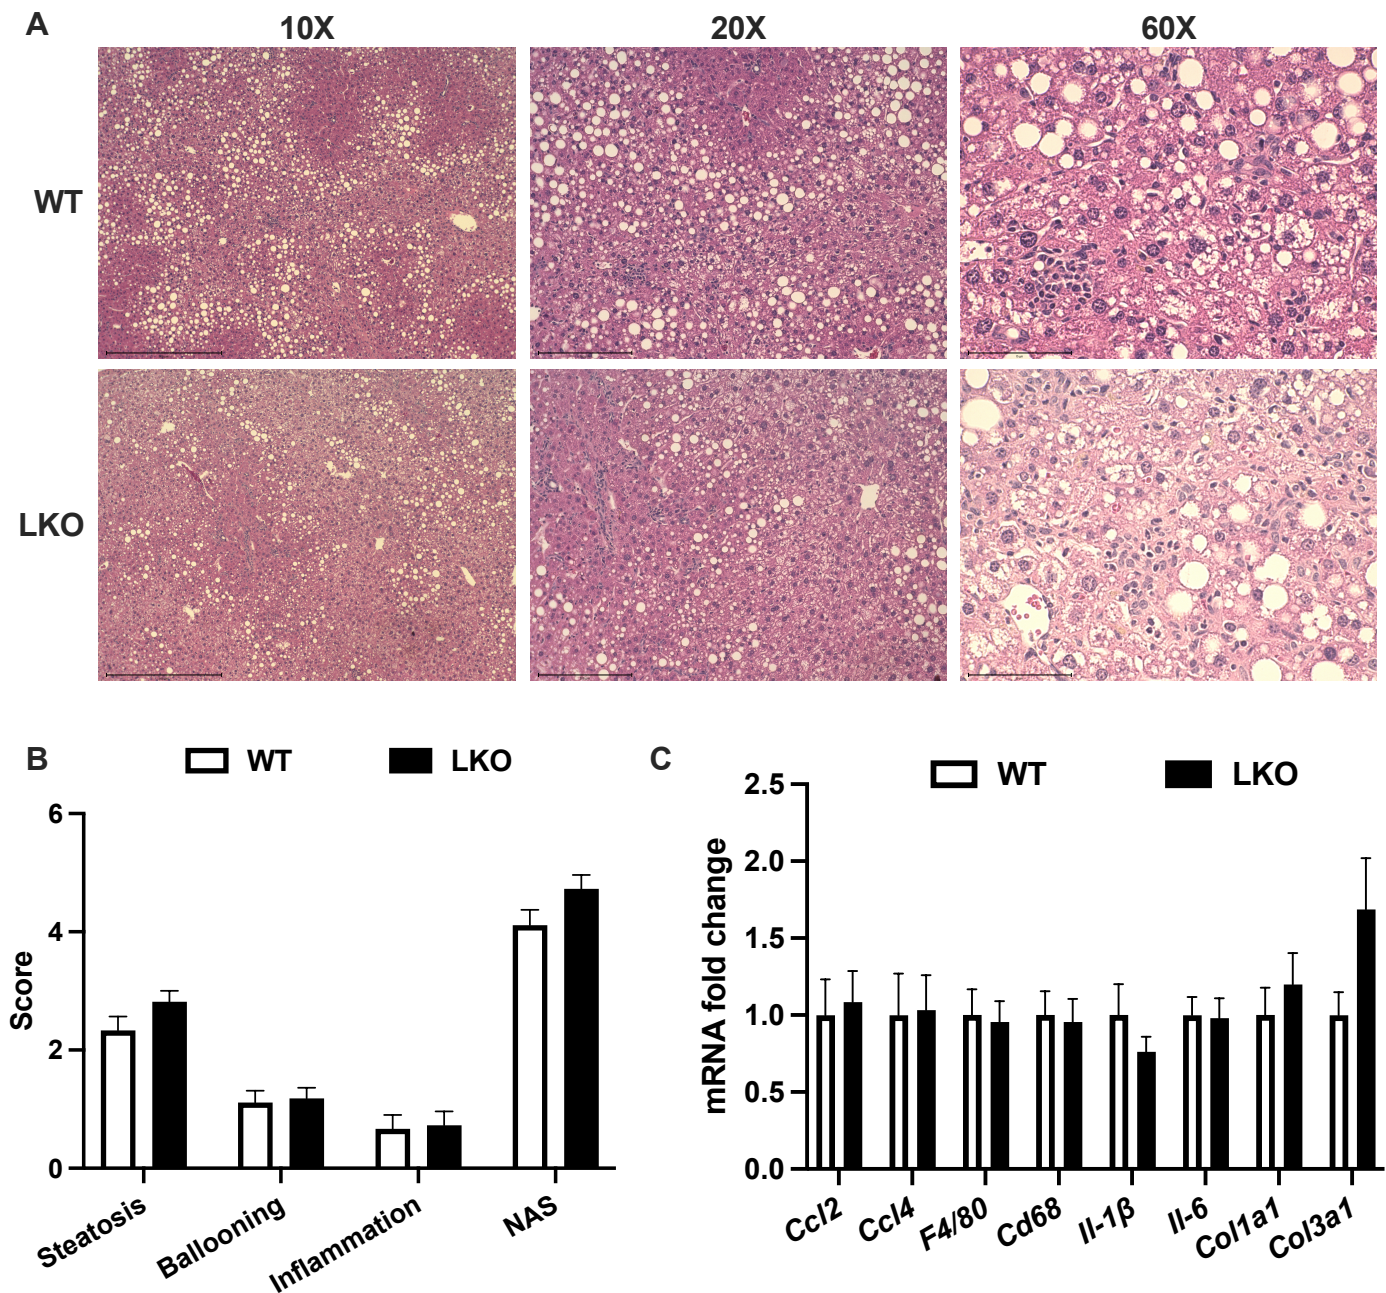 A
10X 20X 60X
WT
LKO
B
WT LKO
6
4
2
0
Score
Steatosis
Ballooning
Inflammation
NAS
C
WT LKO
2.5
2.0
1.5
1.0
0.5
0.0
mRNA fold change
Ccl2
Ccl4
F4/80
Cd68
Il-1β
Il-6
Col1a1
Col3a1